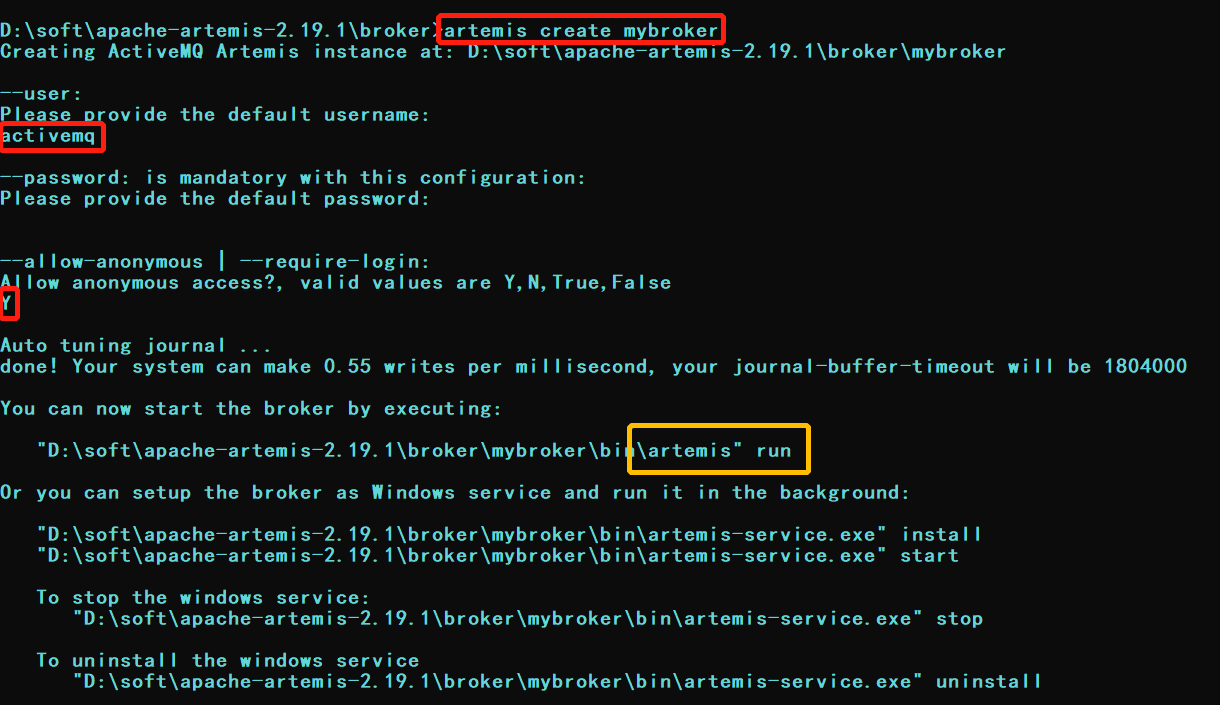 D:\soft\apache-artemis-2.19.1\broker>artemis create mybroker
Creating ActiveMQ Artemis instance at: D:\soft\apache-artemis-2.19.1\broker\mybroker
--user:
Please provide the default username:
activemq
--password: is mandatory with this configuration:
Please provide the default password:
--allow-anonymous | --require-login:
Allow anonymous access?, valid values are Y,N,True,False
Y
Auto tuning journal ...
done! Your system can make 0.55 writes per millisecond, your journal-buffer-timeout will be 1804000
You can now start the broker by executing:
"D:\soft\apache-artemis-2.19.1\broker\mybroker\bin\artemis" run
Or you can setup the broker as Windows service and run it in the background:
"D:\soft\apache-artemis-2.19.1\broker\mybroker\bin\artemis-service.exe" install
"D:\soft\apache-artemis-2.19.1\broker\mybroker\bin\artemis-service.exe" start
To stop the windows service:
"D:\soft\apache-artemis-2.19.1\broker\mybroker\bin\artemis-service.exe" stop
To uninstall the windows service
"D:\soft\apache-artemis-2.19.1\broker\mybroker\bin\artemis-service.exe" uninstall